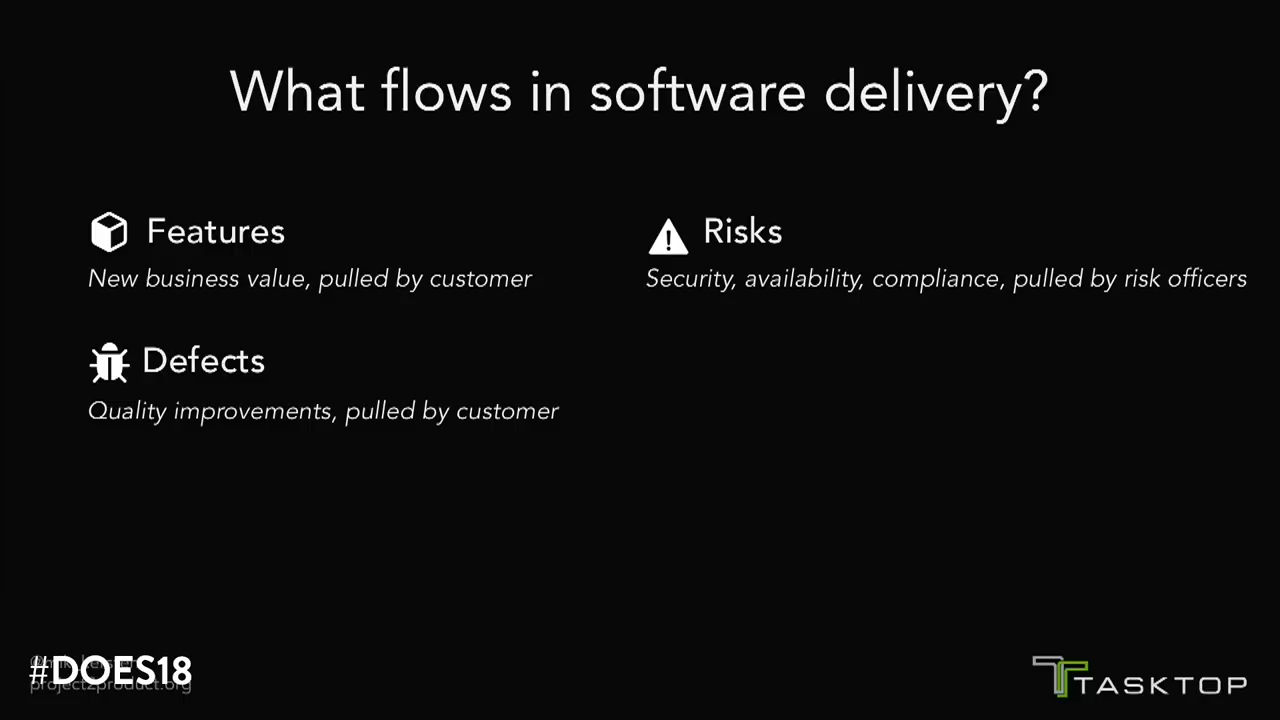 What flows in software delivery?
Features
New business value, pulled by customer
Risks
Security, availability, compliance, pulled by risk officers
Defects
Quality improvements, pulled by customer
#DOES18
project2product.org
TASKTOP